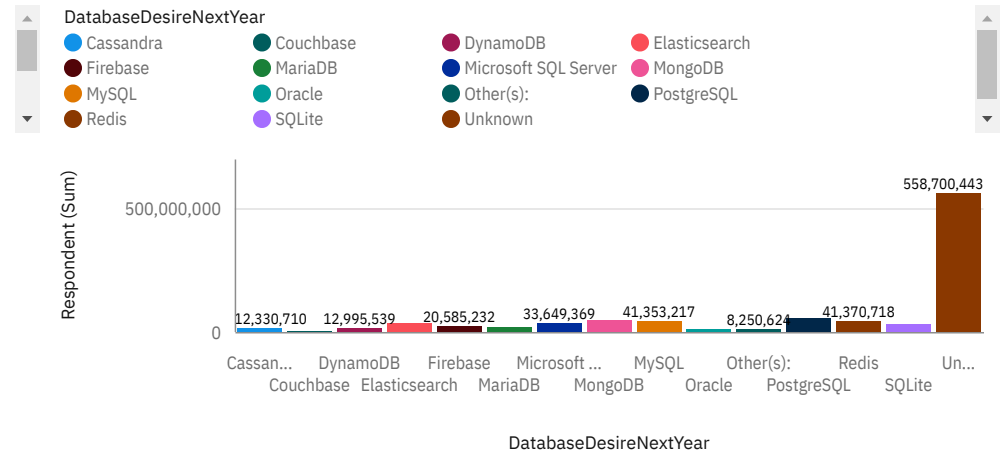 DatabaseDesireNextYear
Cassandra Couchbase DynamoDB Elasticsearch
Firebase MariaDB Microsoft SQL Server MongoDB
MySQL Oracle Other(s): PostgreSQL
Redis SQLite Unknown
Respondent (Sum)
500,000,000
0
558,700,443
12,330,710 12,995,539 20,585,232 33,649,369 41,353,217 8,250,624 41,370,718
Cassan... DynamoDB Firebase Microsoft ... MySQL Other(s): Redis Un...
Couchbase Elasticsearch MariaDB MongoDB Oracle PostgreSQL SQLite
DatabaseDesireNextYear